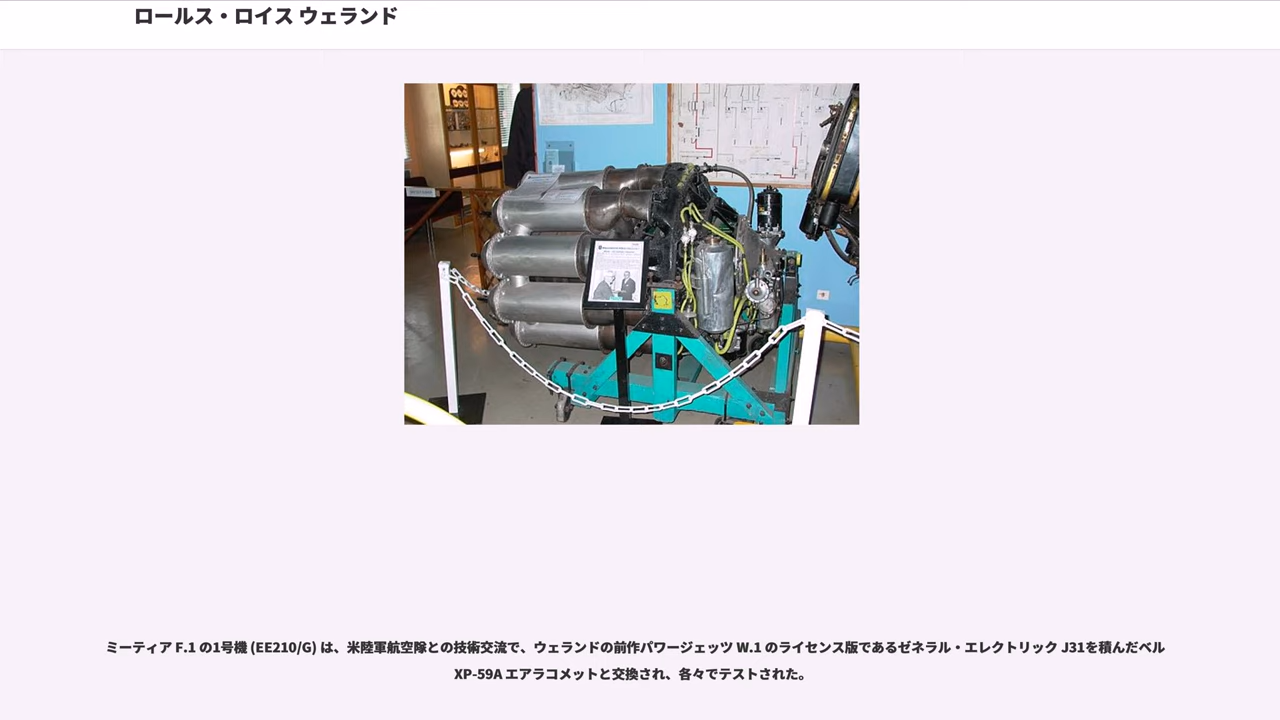 ロールス・ロイス ウェランド
ミーティア F.1 の1号機 (EE210/G) は、米陸軍航空隊との技術交流で、ウェランドの前作パワージェッツ W.1 のライセンス版であるゼネラル・エレクトリック J31を積んだベル
XP-59A エアラコメットと交換され、各々でテストされた。